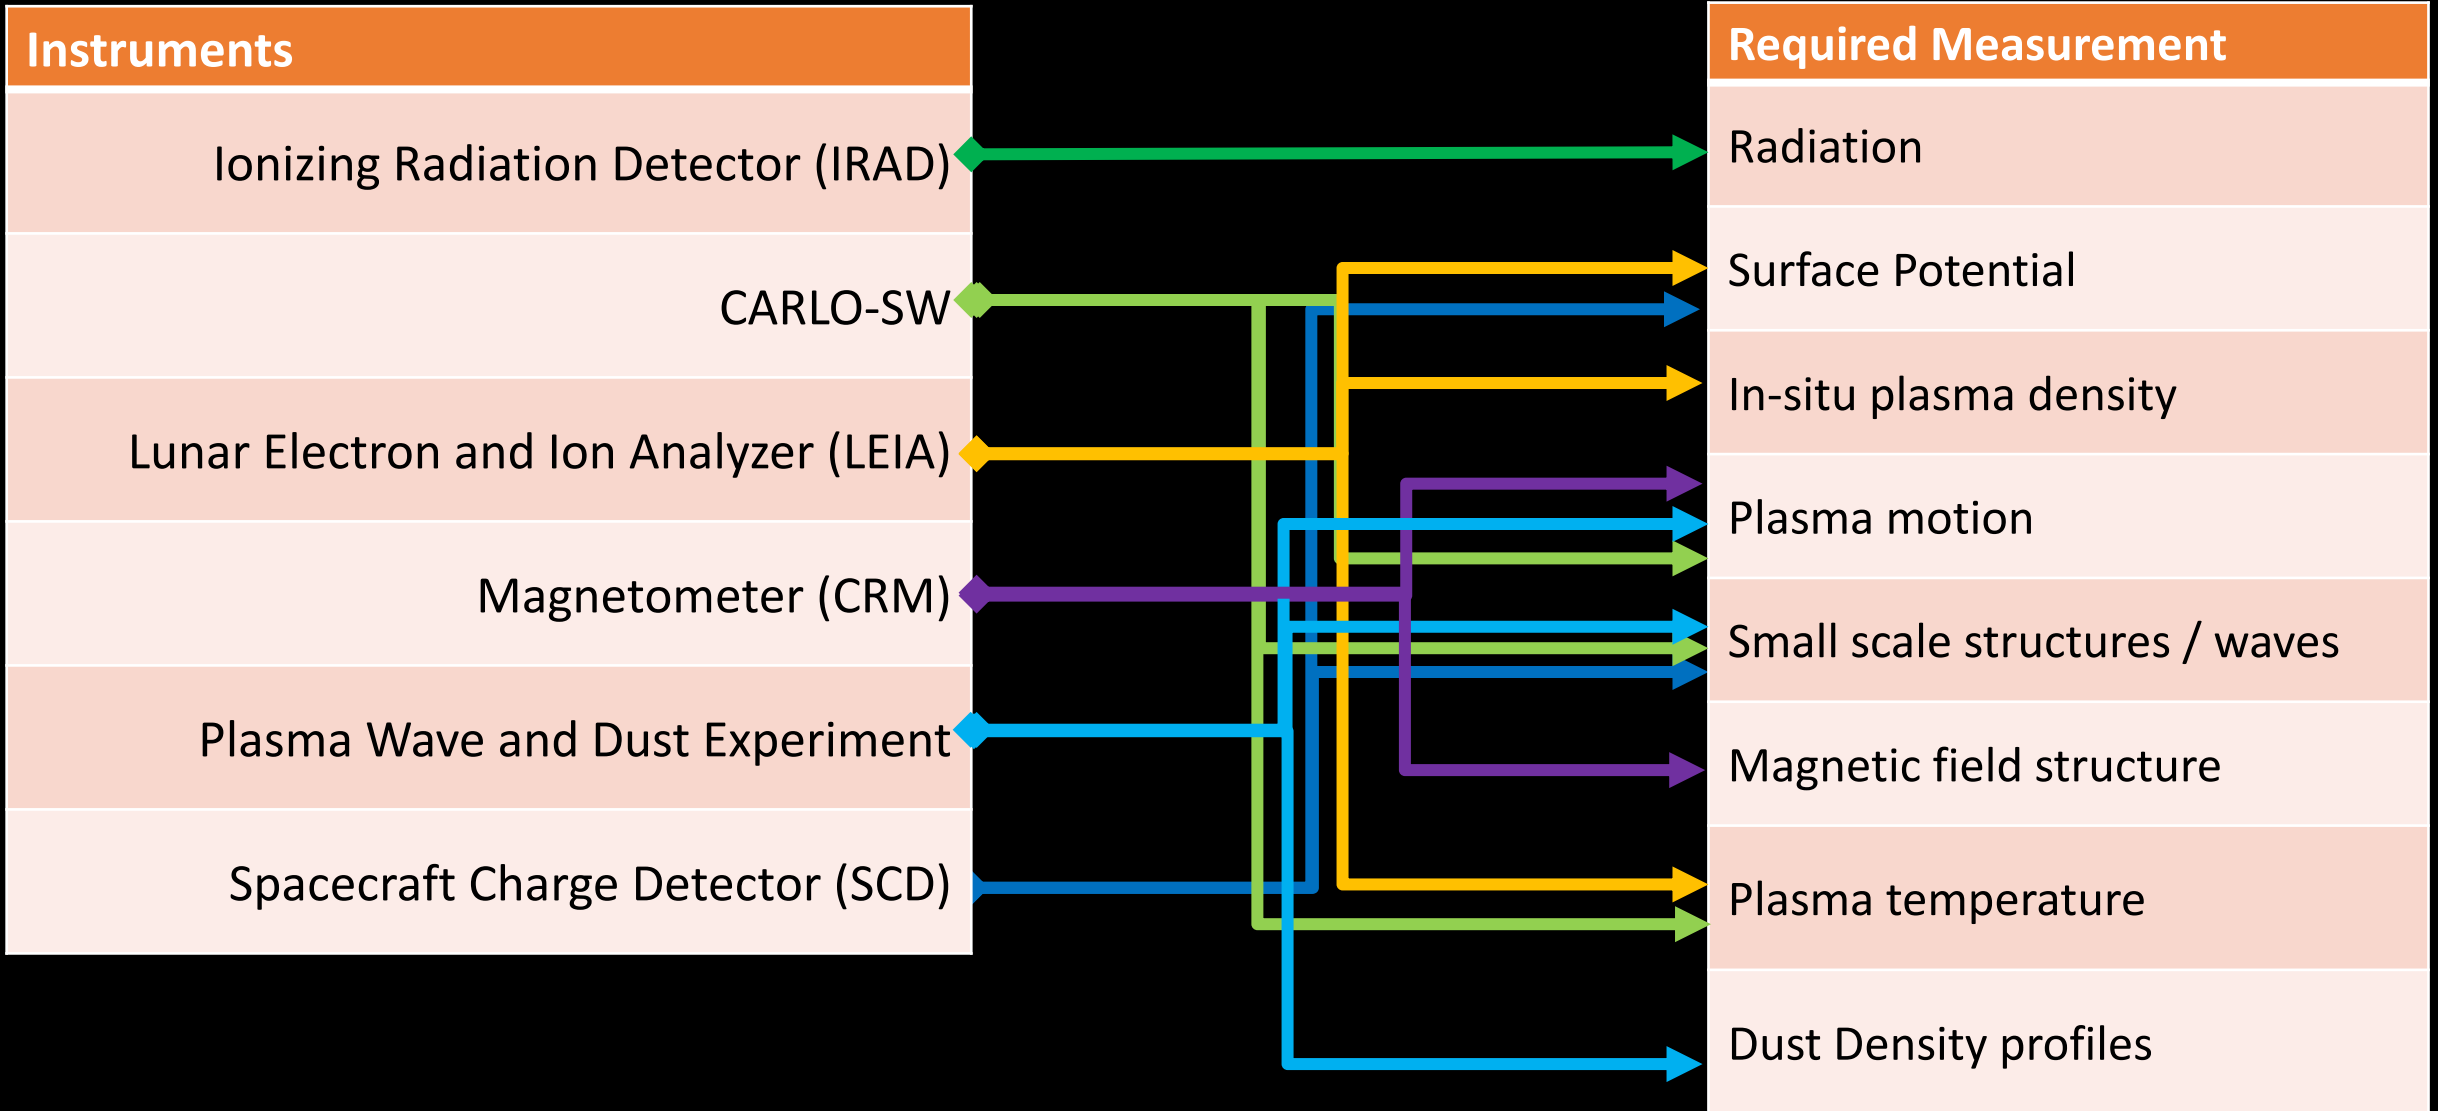 Instruments
Ionizing Radiation Detector (IRAD)
CARLO-SW
Lunar Electron and Ion Analyzer (LEIA)
Magnetometer (CRM)
Plasma Wave and Dust Experiment
Spacecraft Charge Detector (SCD)
Required Measurement
Radiation
Surface Potential
In-situ plasma density
Plasma motion
Small scale structures / waves
Magnetic field structure
Plasma temperature
Dust Density profiles